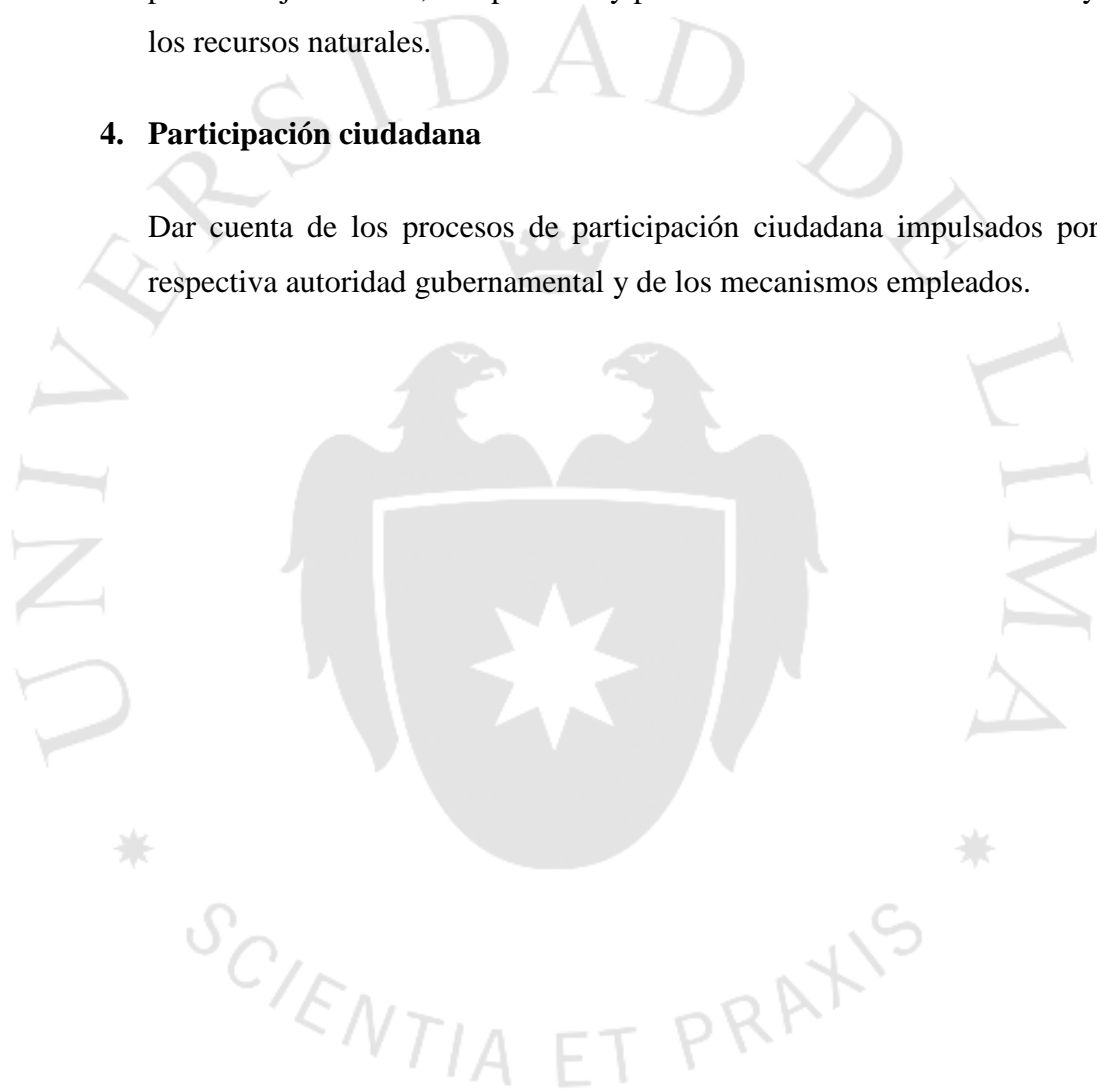 los recursos naturales.
4. Participación ciudadana
Dar cuenta de los procesos de participación ciudadana impulsados por
respectiva autoridad gubernamental y de los mecanismos empleados.
UNIVERSIDAD DE LIMA
SCIENTIA ET PRAXIS